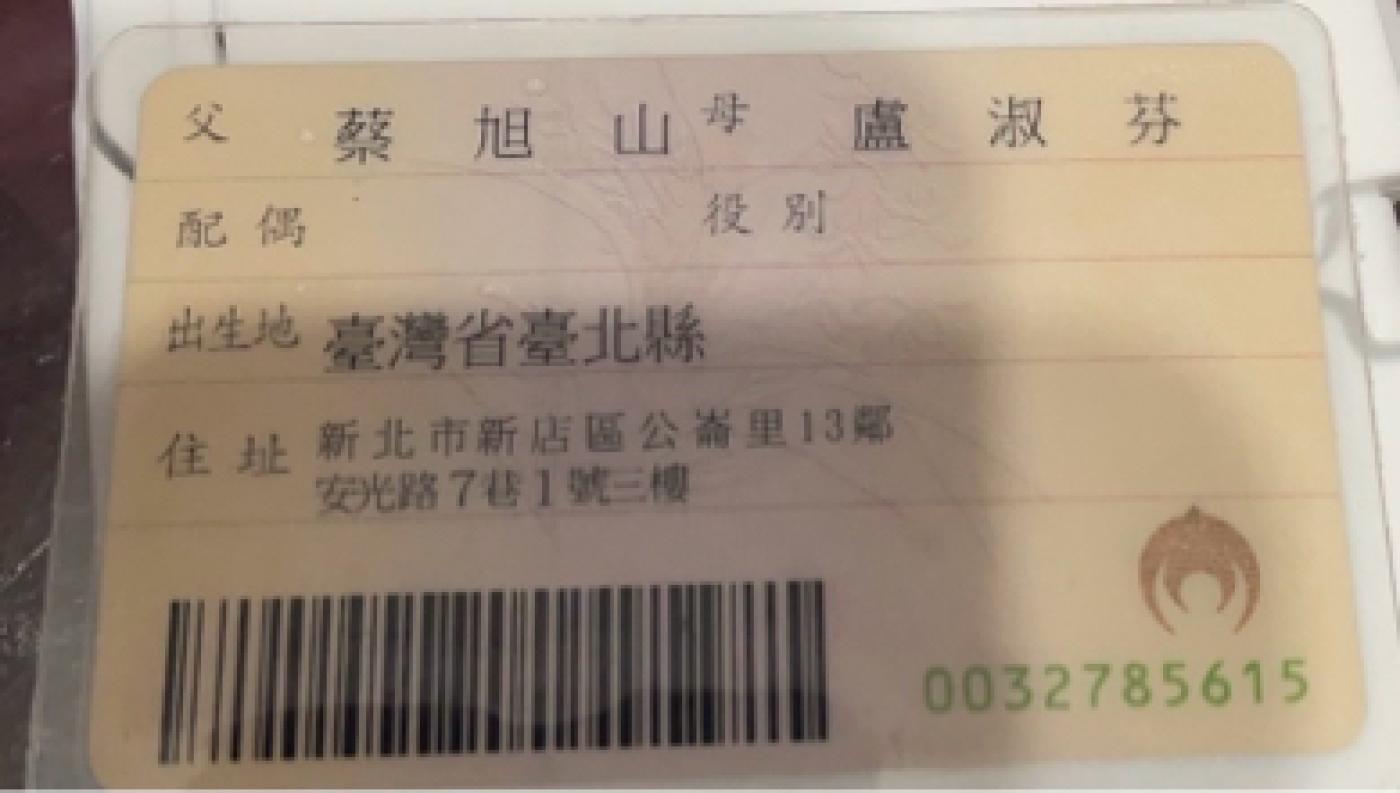 父 蔡旭山 母 盧淑芬
配偶 役別
出生地 臺灣省臺北縣
住址 新北市新店區公崙里13鄰
安光路7巷1號三樓
0032785615